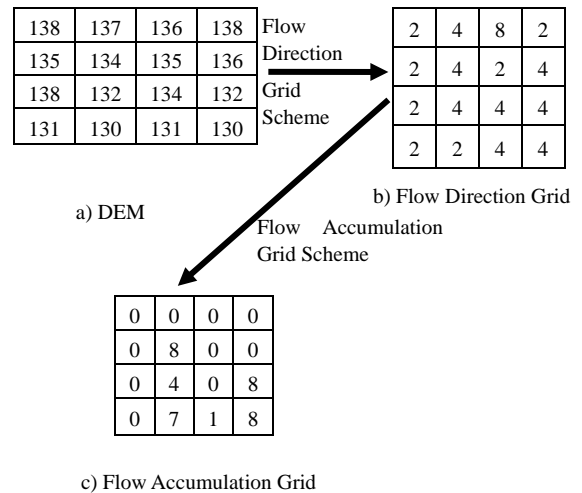 138 137 136 138
135 134 135 136
138 132 134 132
131 130 131 130
Flow
Direction
Grid
Scheme
2 4 8 2
2 4 2 4
2 4 4 4
2 2 4 4
b) Flow Direction Grid
a) DEM
Flow Accumulation
Grid Scheme
0 0 0 0
0 8 0 0
0 4 0 8
0 7 1 8
c) Flow Accumulation Grid